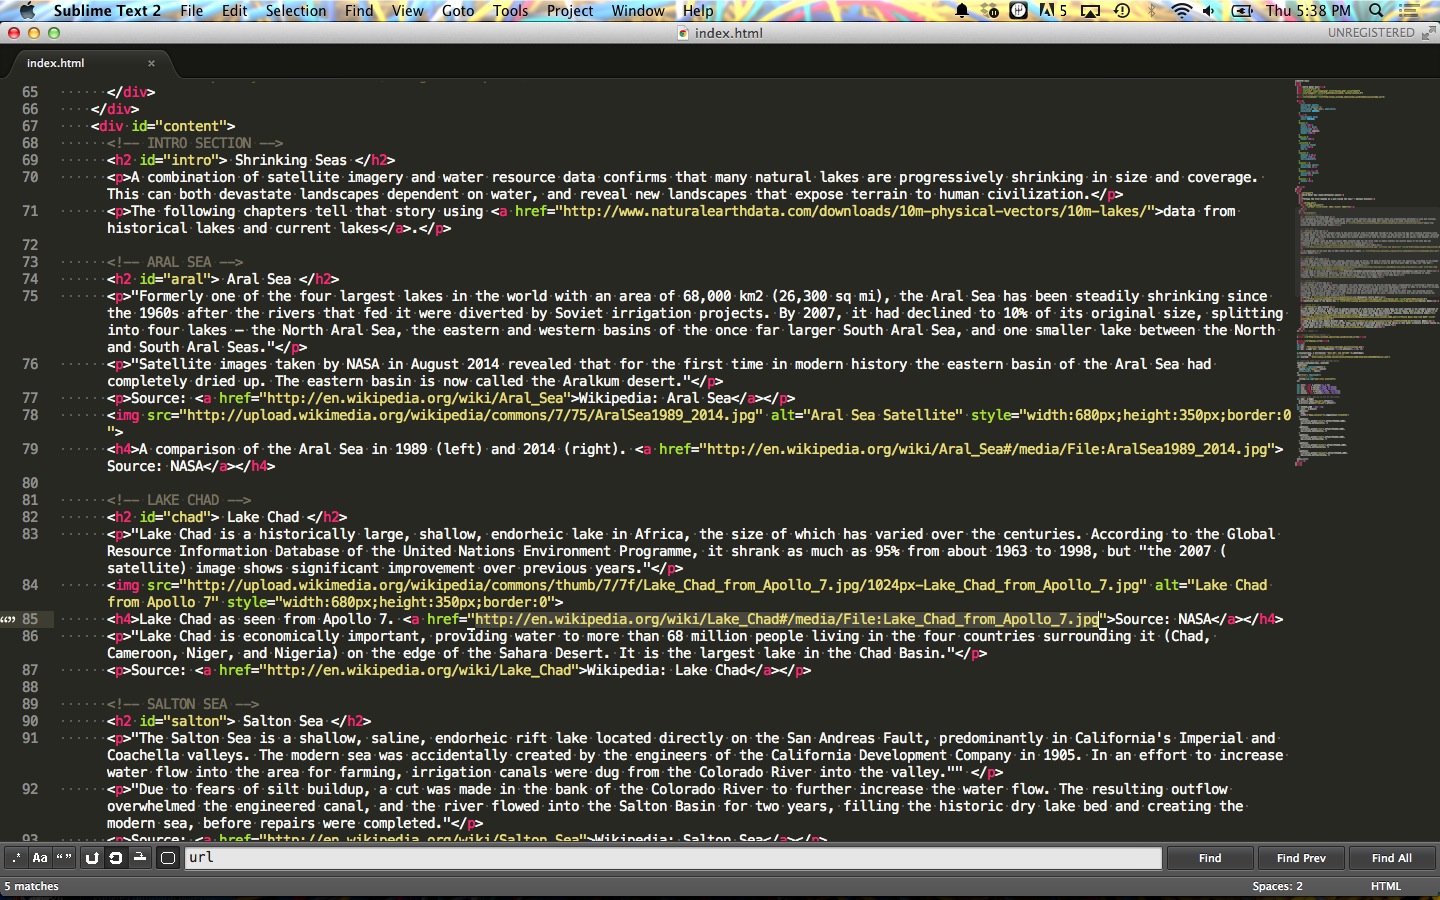 Sublime Text 2 File Edit Selection Find View Goto Tools Project Window Help 5 Thu 5:38 PM
index.html UNREGISTERED
index.html ×
65 </div>
66 </div>
67 <div id="content">
68 <!-- INTRO SECTION -->
69 <h2 id="intro"> Shrinking Seas </h2>
70 <p>A combination of satellite imagery and water resource data confirms that many natural lakes are progressively shrinking in size and coverage.
This can both devastate landscapes dependent on water, and reveal new landscapes that expose terrain to human civilization.</p>
71 <p>The following chapters tell that story using <a href="http://www.naturalearthdata.com/downloads/10m-physical-vectors/10m-lakes/">data from
historical lakes and current lakes</a>.</p>
72
73 <!-- ARAL SEA -->
74 <h2 id="aral"> Aral Sea </h2>
75 <p>"Formerly one of the four largest lakes in the world with an area of 68,000 km2 (26,300 sq mi), the Aral Sea has been steadily shrinking since
the 1960s after the rivers that fed it were diverted by Soviet irrigation projects. By 2007, it had declined to 10% of its original size, splitting
into four lakes – the North Aral Sea, the eastern and western basins of the once far larger South Aral Sea, and one smaller lake between the North
and South Aral Seas."</p>
76 <p>"Satellite images taken by NASA in August 2014 revealed that for the first time in modern history the eastern basin of the Aral Sea had
completely dried up. The eastern basin is now called the Aralkum desert."</p>
77 <p>Source: <a href="http://en.wikipedia.org/wiki/Aral_Sea">Wikipedia: Aral Sea</a></p>
78 <img src="http://upload.wikimedia.org/wikipedia/commons/7/75/AralSea1989_2014.jpg" alt="Aral Sea Satellite" style="width:680px;height:350px;border:0
">
79 <h4>A comparison of the Aral Sea in 1989 (left) and 2014 (right). <a href="http://en.wikipedia.org/wiki/Aral_Sea#/media/File:AralSea1989_2014.jpg">
Source: NASA</a></h4>
80
81 <!-- LAKE CHAD -->
82 <h2 id="chad"> Lake Chad </h2>
83 <p>"Lake Chad is a historically large, shallow, endorheic lake in Africa, the size of which has varied over the centuries. According to the Global
Resource Information Database of the United Nations Environment Programme, it shrank as much as 95% from about 1963 to 1998, but "the 2007 (
satellite) image shows significant improvement over previous years."</p>
84 <img src="http://upload.wikimedia.org/wikipedia/commons/thumb/7/7f/Lake_Chad_from_Apollo_7.jpg/1024px-Lake_Chad_from_Apollo_7.jpg" alt="Lake Chad
from Apollo 7" style="width:680px;height:350px;border:0">
85 <h4>Lake Chad as seen from Apollo 7. <a href="http://en.wikipedia.org/wiki/Lake_Chad#/media/File:Lake_Chad_from_Apollo_7.jpg">Source: NASA</a></h4>
86 <p>"Lake Chad is economically important, providing water to more than 68 million people living in the four countries surrounding it (Chad,
Cameroon, Niger, and Nigeria) on the edge of the Sahara Desert. It is the largest lake in the Chad Basin."</p>
87 <p>Source: <a href="http://en.wikipedia.org/wiki/Lake_Chad">Wikipedia: Lake Chad</a></p>
88
89 <!-- SALTON SEA -->
90 <h2 id="salton"> Salton Sea </h2>
91 <p>"The Salton Sea is a shallow, saline, endorheic rift lake located directly on the San Andreas Fault, predominantly in California's Imperial and
Coachella valleys. The modern sea was accidentally created by the engineers of the California Development Company in 1905. In an effort to increase
water flow into the area for farming, irrigation canals were dug from the Colorado River into the valley."" </p>
92 <p>"Due to fears of silt buildup, a cut was made in the bank of the Colorado River to further increase the water flow. The resulting outflow
overwhelmed the engineered canal, and the river flowed into the Salton Basin for two years, filling the historic dry lake bed and creating the
modern sea, before repairs were completed."</p>
93 <p>Source: <a href="http://en.wikipedia.org/wiki/Salton_Sea">Wikipedia: Salton Sea</a></p>
.* Aa “” url Find Find Prev Find All
5 matches Spaces: 2 HTML